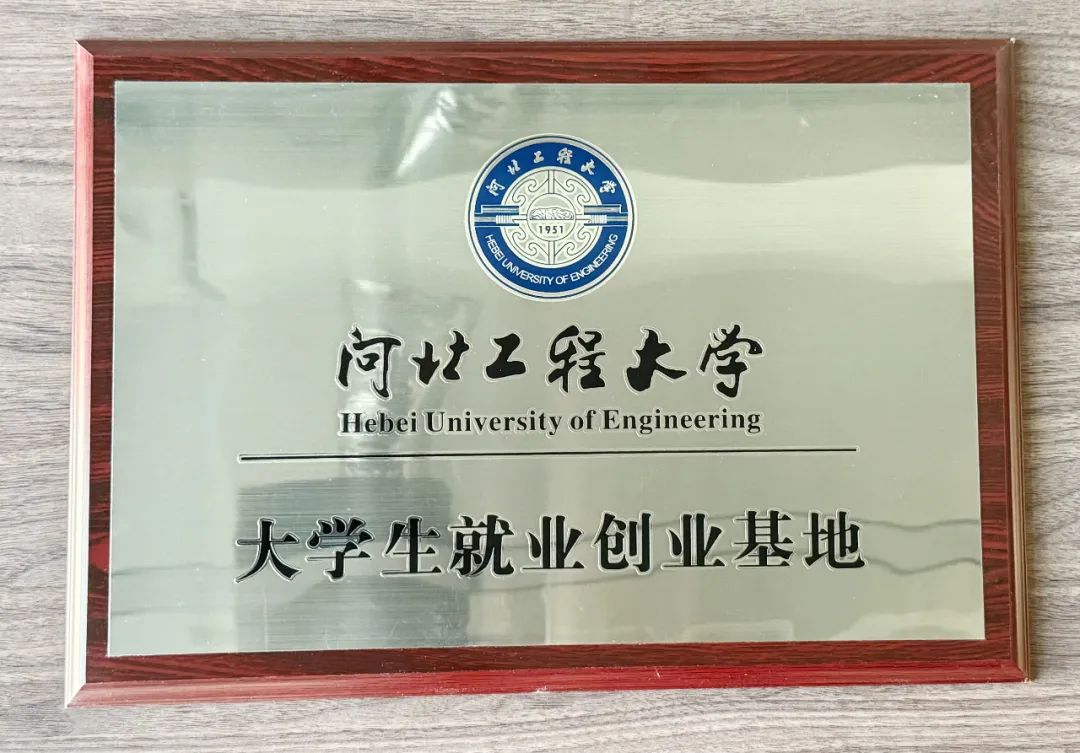 河北工程大学
1951
HEBEI UNIVERSITY OF ENGINEERING
河北工程大学
Hebei University of Engineering
大学生就业创业基地